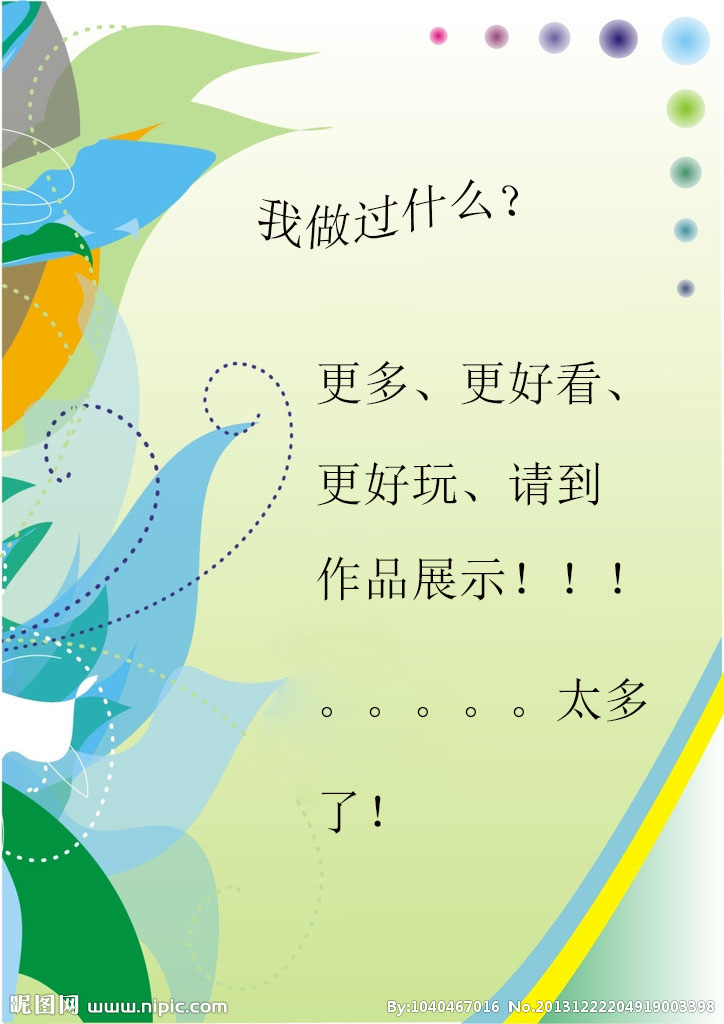 我做过什么?
更多、更好看、
更好玩、请到
作品展示!!!
。。。。。太多
了!
昵图网 www.nipic.com
By:1040467016 No.20131222204919003398